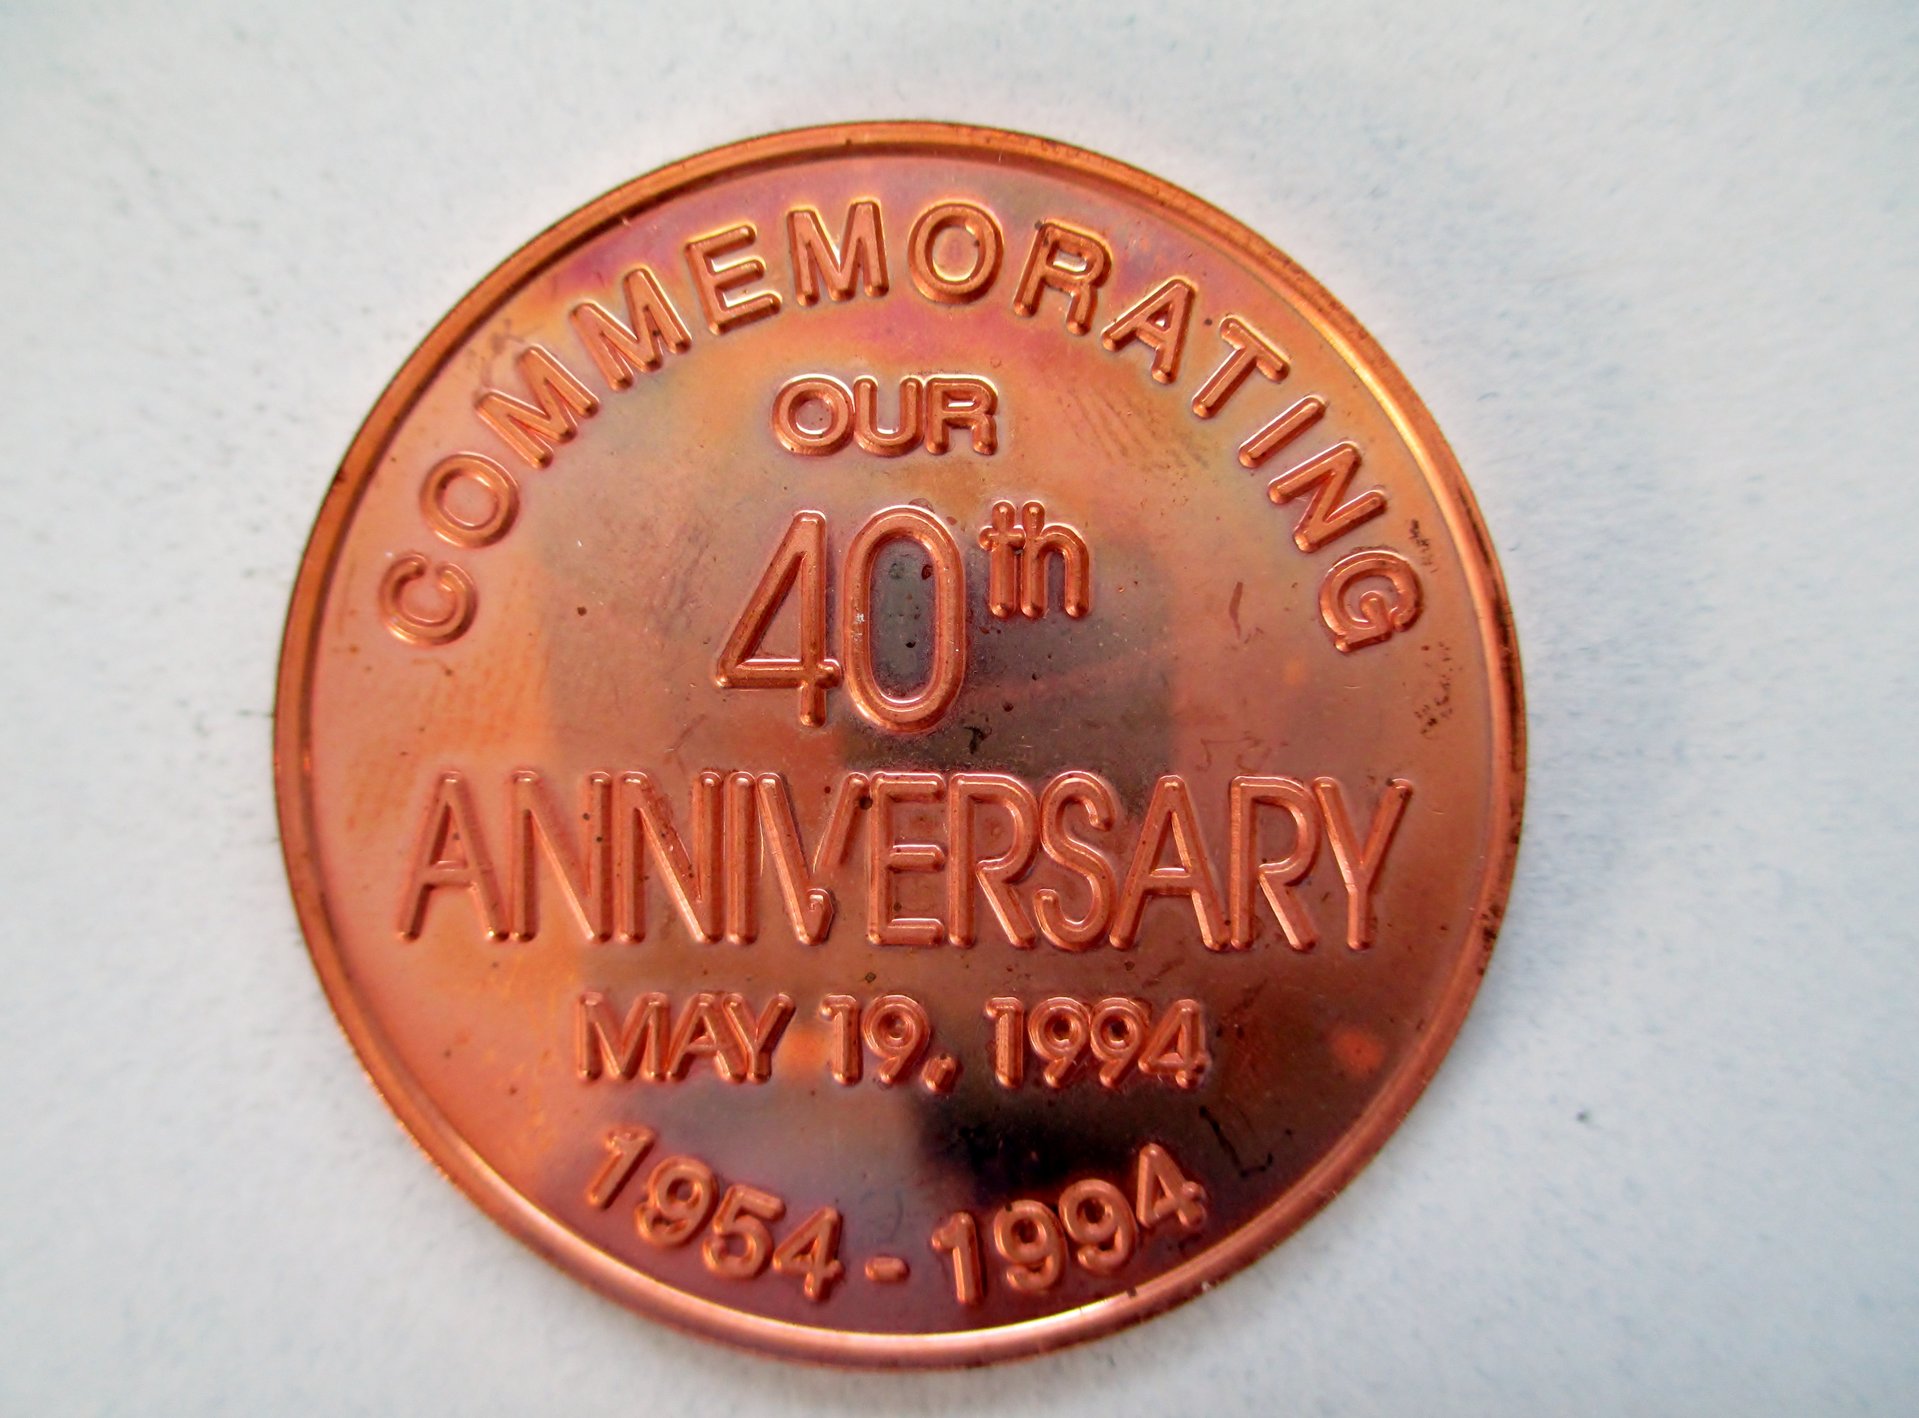 COMMEMORATING
OUR
40th
ANNIVERSARY
MAY 19, 1994
1954-1994